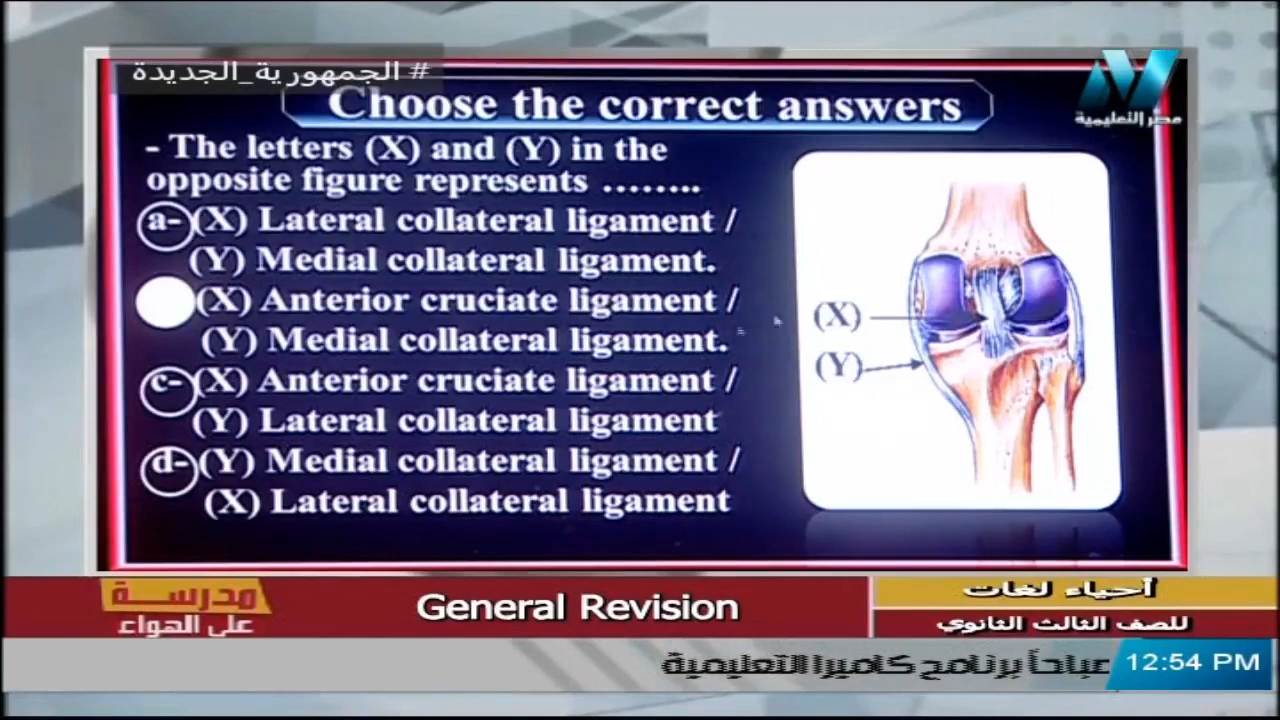 # الجمهورية_الجديدة
مصر التعليمية
Choose the correct answers
- The letters (X) and (Y) in the
opposite figure represents ........
a- (X) Lateral collateral ligament /
(Y) Medial collateral ligament.
(X) Anterior cruciate ligament /
(Y) Medial collateral ligament.
c- (X) Anterior cruciate ligament /
(Y) Lateral collateral ligament
d- (Y) Medial collateral ligament /
(X) Lateral collateral ligament
(X)
(Y)
مدرسة
على الهواء
General Revision
أحياء لغات
للصف الثالث الثانوي
صباحاً برنامج كاميرا التعليمية
12:54 PM